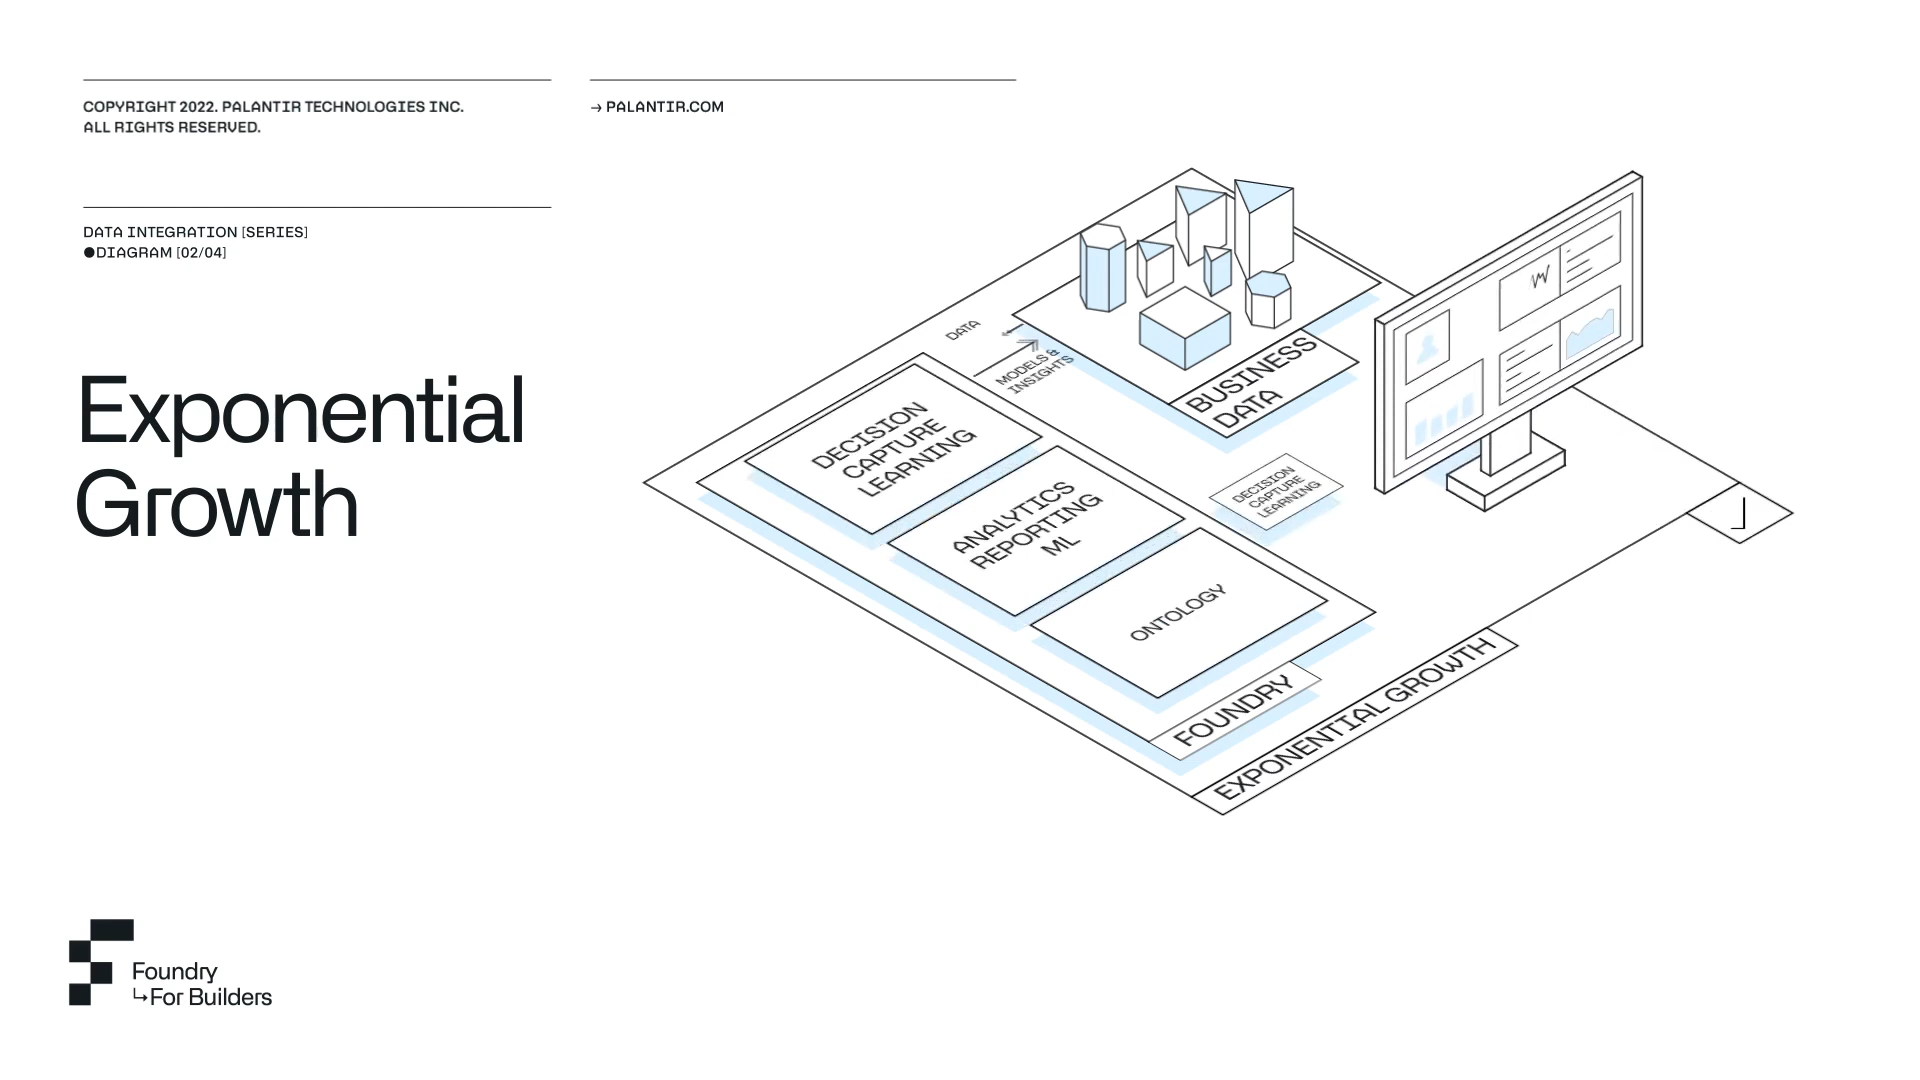 COPYRIGHT 2022. PALANTIR TECHNOLOGIES INC.
ALL RIGHTS RESERVED.
→ PALANTIR.COM
DATA INTEGRATION [SERIES]
●DIAGRAM [02/04]
Exponential
Growth
DATA
MODELS &
INSIGHTS
BUSINESS
DATA
DECISION
CAPTURE
LEARNING
ANALYTICS
REPORTING
ML
ONTOLOGY
DECISION
CAPTURE
LEARNING
FOUNDRY
EXPONENTIAL GROWTH
Foundry
↳For Builders